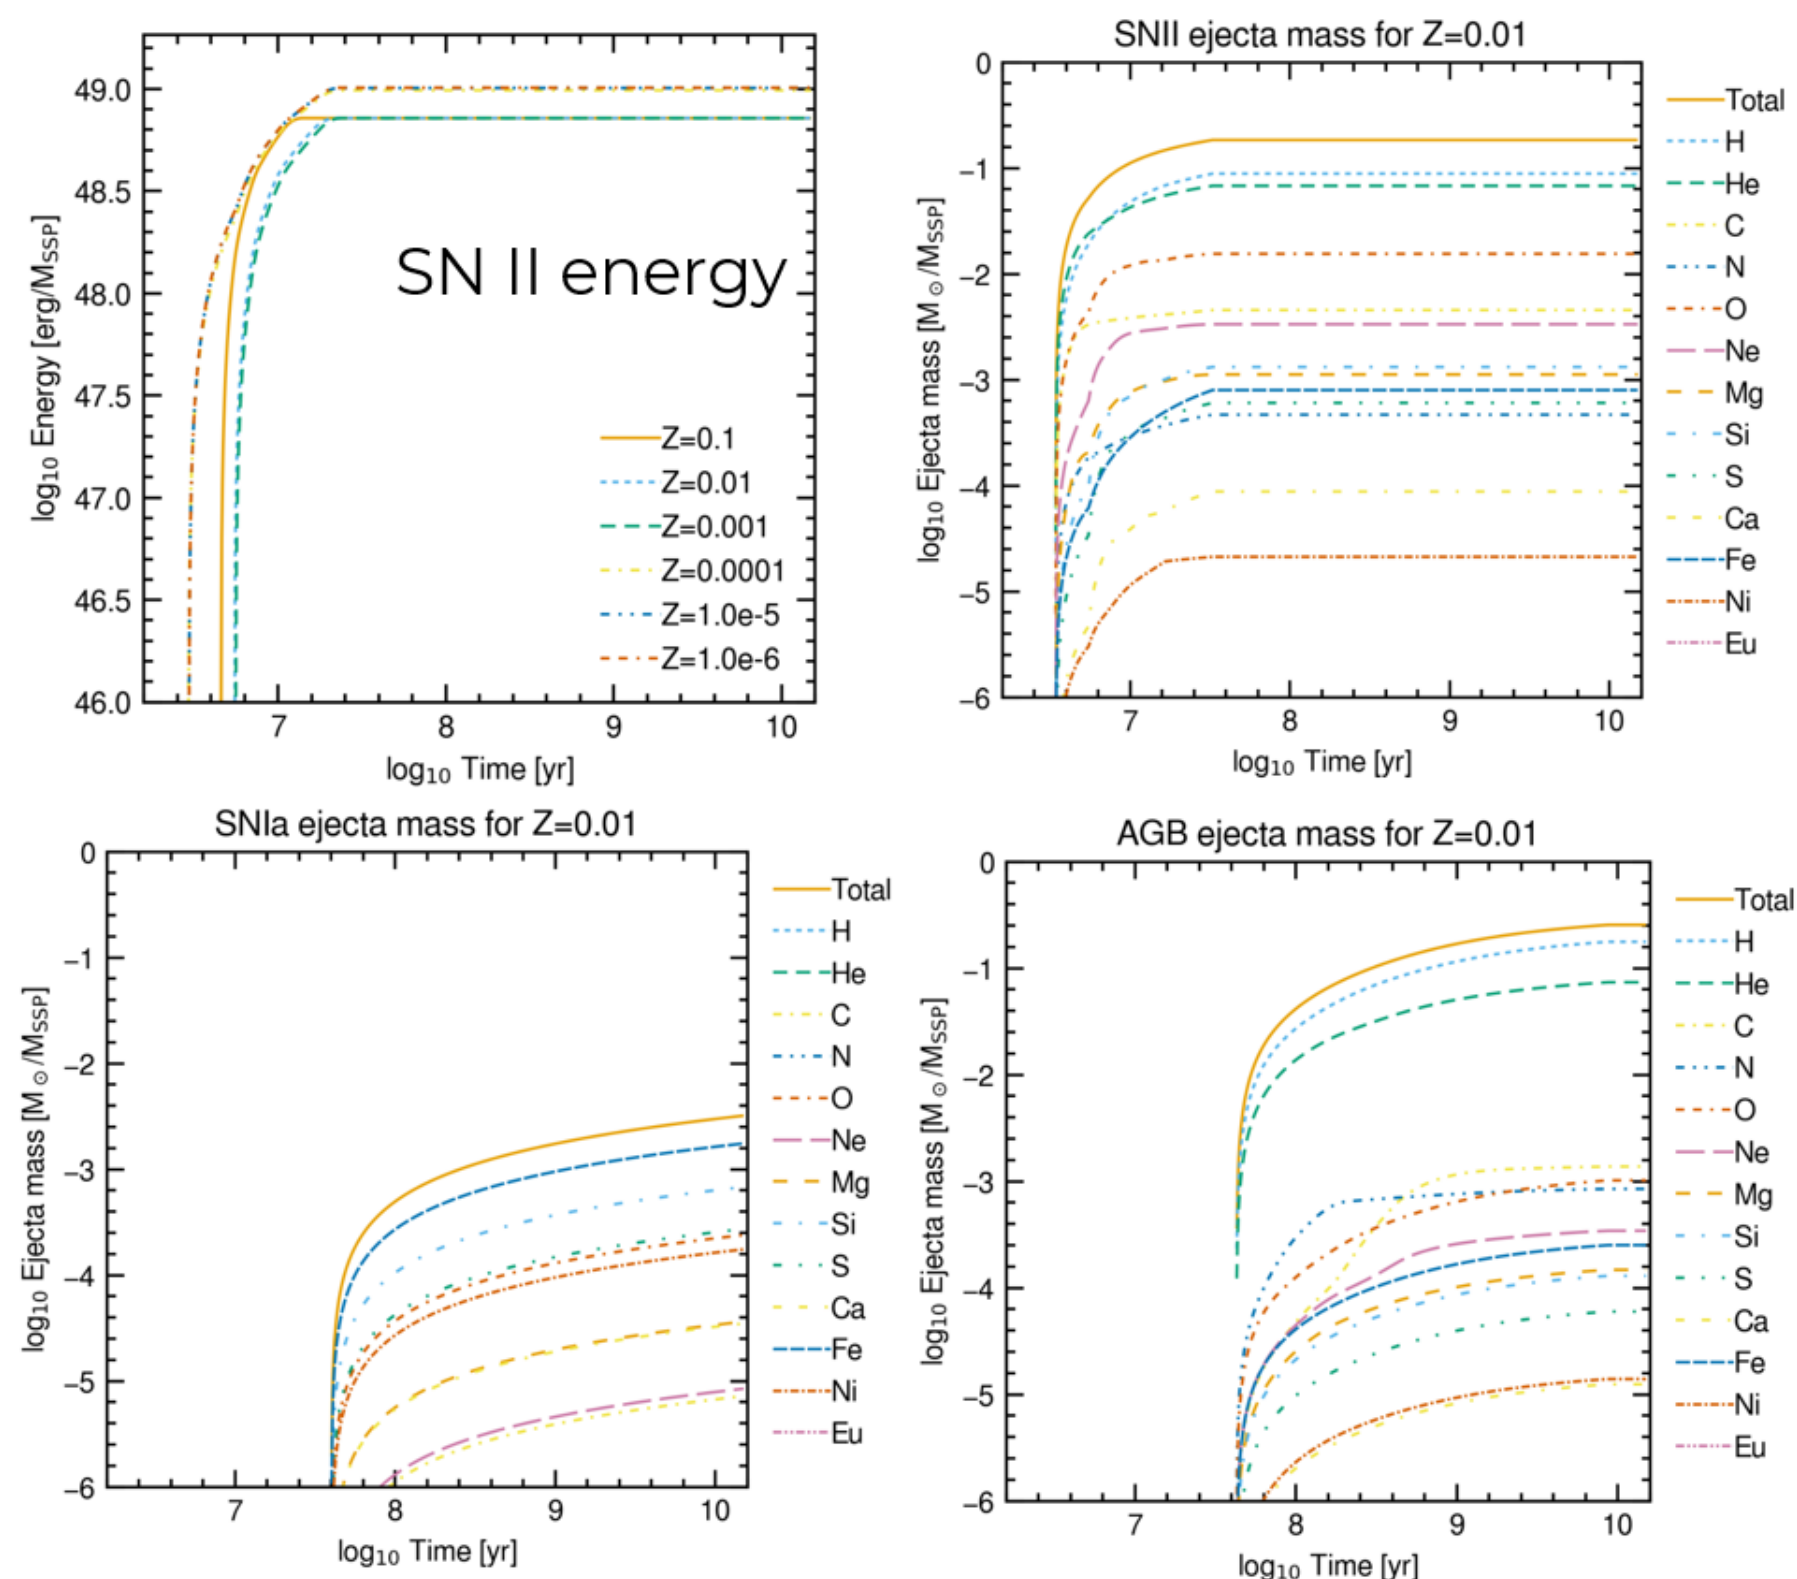 49.0
48.5
48.0
47.5
47.0
46.5
46.0
log₁₀ Energy [erg/M_SSP]
SN II energy
Z=0.1
Z=0.01
Z=0.001
Z=0.0001
Z=1.0e-5
Z=1.0e-6
7 8 9 10
log₁₀ Time [yr]
SNII ejecta mass for Z=0.01
0
−1
−2
−3
−4
−5
−6
log₁₀ Ejecta mass [M⊙/M_SSP]
Total
H
He
C
N
O
Ne
Mg
Si
S
Ca
Fe
Ni
Eu
7 8 9 10
log₁₀ Time [yr]
SNIa ejecta mass for Z=0.01
0
−1
−2
−3
−4
−5
−6
log₁₀ Ejecta mass [M⊙/M_SSP]
Total
H
He
C
N
O
Ne
Mg
Si
S
Ca
Fe
Ni
Eu
7 8 9 10
log₁₀ Time [yr]
AGB ejecta mass for Z=0.01
0
−1
−2
−3
−4
−5
−6
log₁₀ Ejecta mass [M⊙/M_SSP]
Total
H
He
C
N
O
Ne
Mg
Si
S
Ca
Fe
Ni
Eu
7 8 9 10
log₁₀ Time [yr]